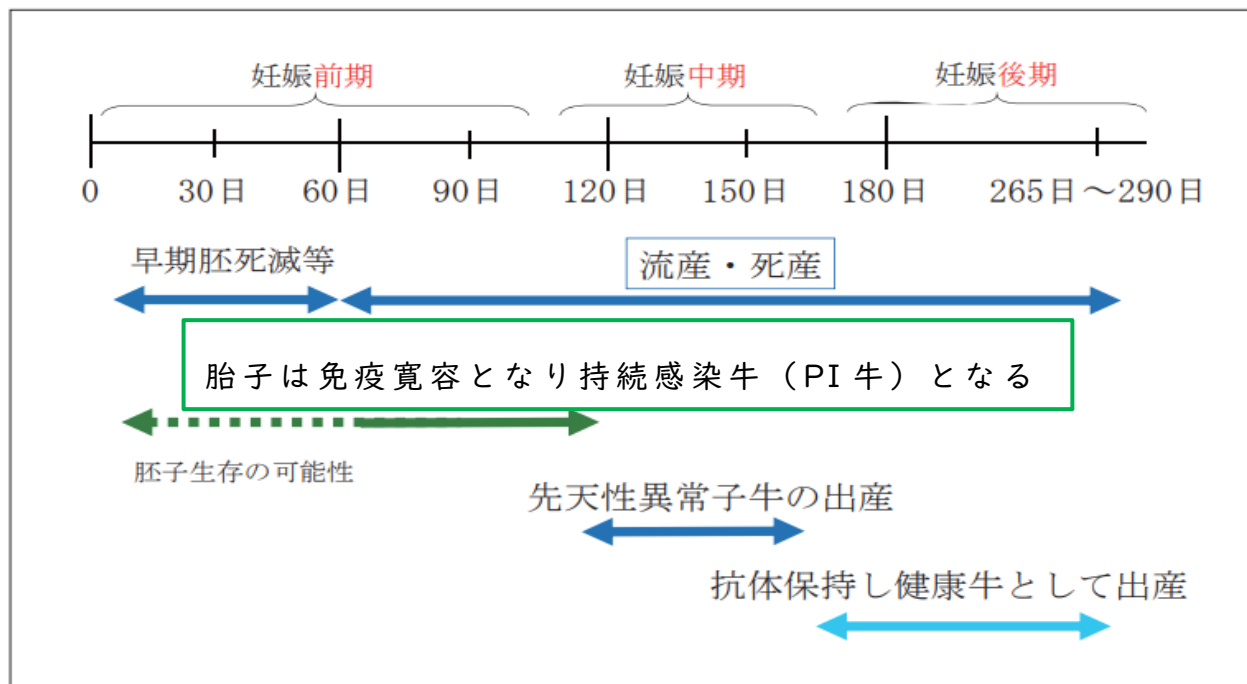 妊娠前期 妊娠中期 妊娠後期
0 30日 60日 90日 120日 150日 180日 265日～290日
早期胚死滅等
流産・死産
胎子は免疫寛容となり持続感染牛（PI牛）となる
胚子生存の可能性
先天性異常子牛の出産
抗体保持し健康牛として出産